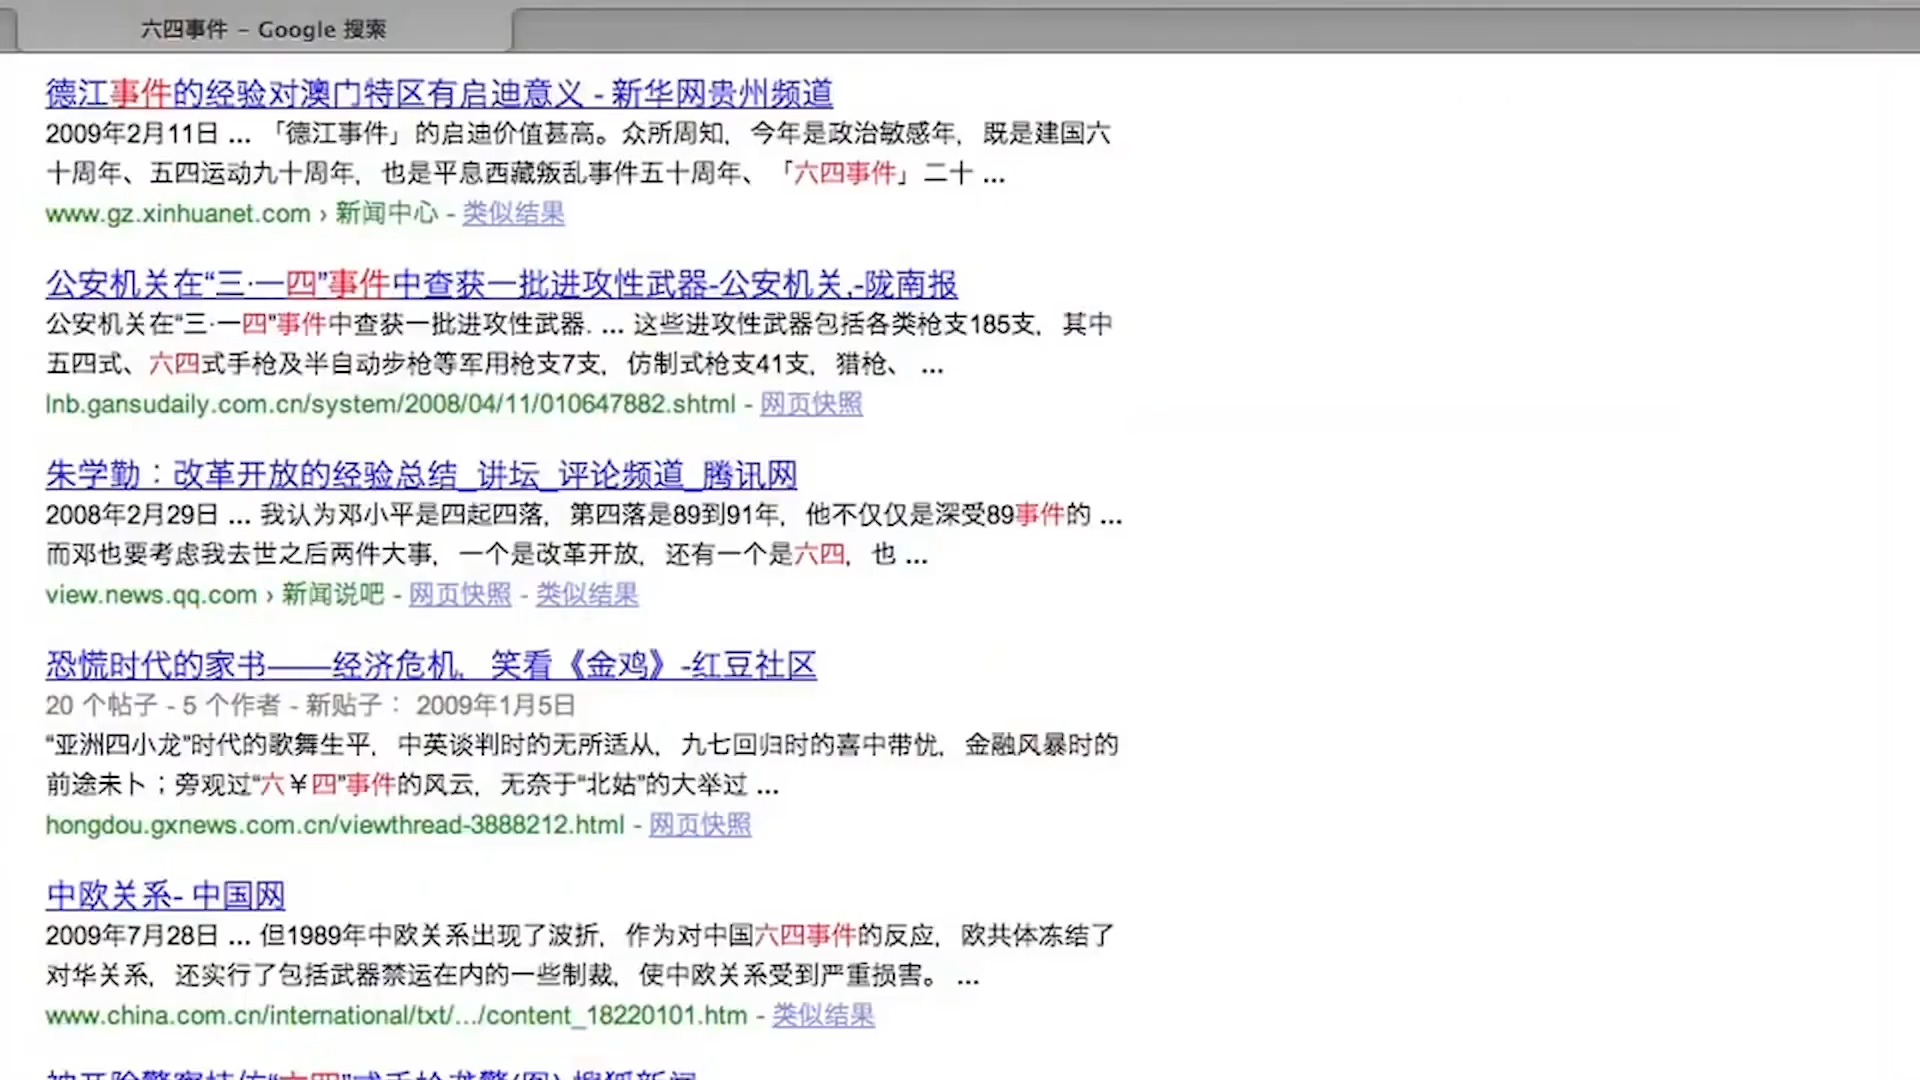 六四事件 – Google 搜索
德江事件的经验对澳门特区有启迪意义 - 新华网贵州频道
2009年2月11日 ... 「德江事件」的启迪价值甚高。众所周知，今年是政治敏感年，既是建国六
十周年、五四运动九十周年，也是平息西藏叛乱事件五十周年、「六四事件」二十 ...
www.gz.xinhuanet.com › 新闻中心 - 类似结果
公安机关在“三·一四”事件中查获一批进攻性武器-公安机关,-陇南报
公安机关在“三·一四”事件中查获一批进攻性武器. ... 这些进攻性武器包括各类枪支185支，其中
五四式、六四式手枪及半自动步枪等军用枪支7支，仿制式枪支41支，猎枪、 ...
lnb.gansudaily.com.cn/system/2008/04/11/010647882.shtml - 网页快照
朱学勤：改革开放的经验总结_讲坛_评论频道_腾讯网
2008年2月29日 ... 我认为邓小平是四起四落，第四落是89到91年，他不仅仅是深受89事件的 ...
而邓也要考虑我去世之后两件大事，一个是改革开放，还有一个是六四，也 ...
view.news.qq.com › 新闻说吧 - 网页快照 - 类似结果
恐慌时代的家书——经济危机，笑看《金鸡》-红豆社区
20 个帖子 - 5 个作者 - 新贴子： 2009年1月5日
“亚洲四小龙”时代的歌舞生平，中英谈判时的无所适从，九七回归时的喜中带忧，金融风暴时的
前途未卜；旁观过“六￥四”事件的风云，无奈于“北姑”的大举过 ...
hongdou.gxnews.com.cn/viewthread-3888212.html - 网页快照
中欧关系- 中国网
2009年7月28日 ... 但1989年中欧关系出现了波折，作为对中国六四事件的反应，欧共体冻结了
对华关系，还实行了包括武器禁运在内的一些制裁，使中欧关系受到严重损害。 ...
www.china.com.cn/international/txt/.../content_18220101.htm - 类似结果